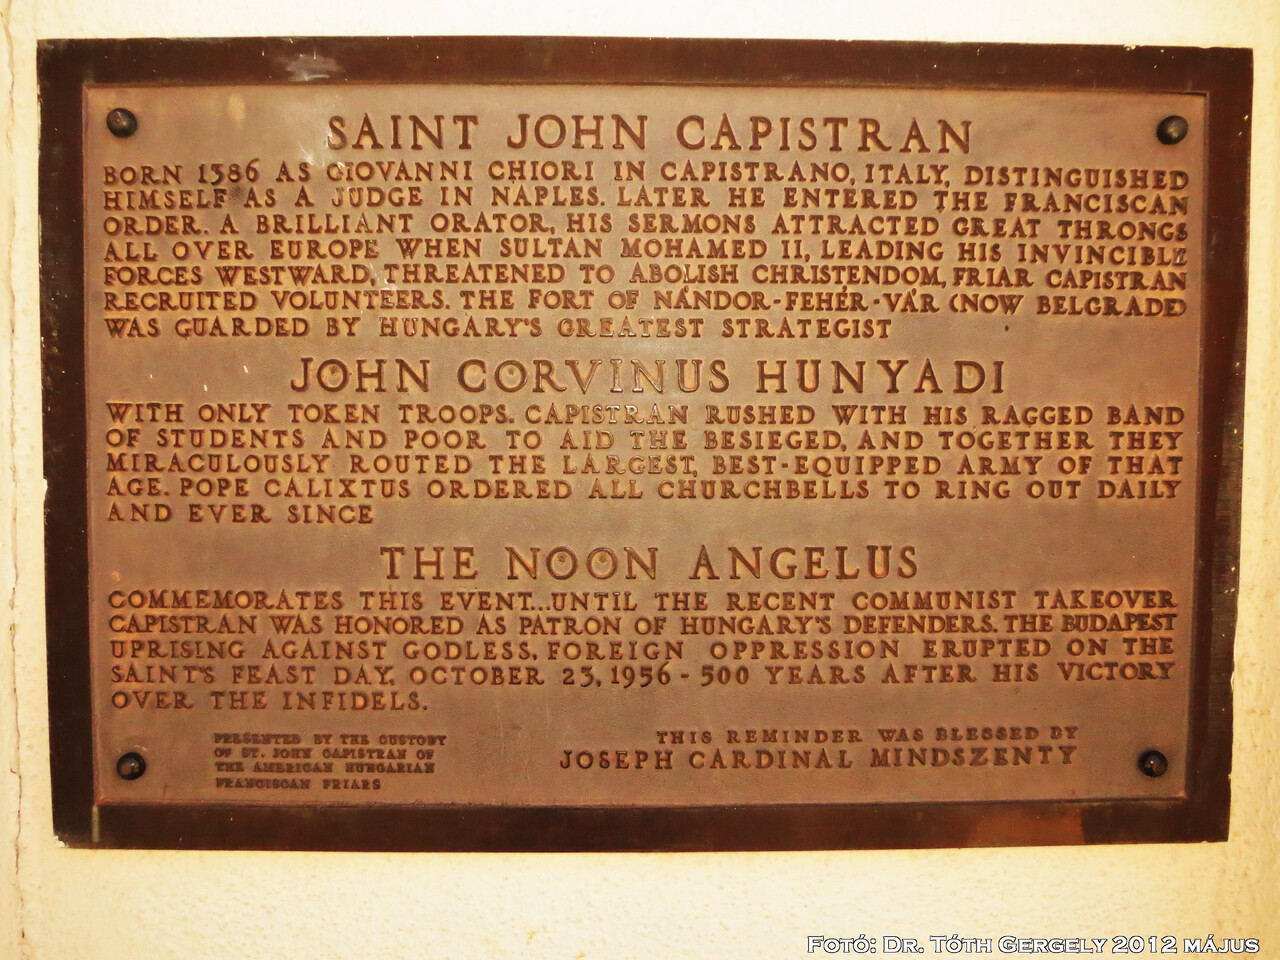 SAINT JOHN CAPISTRAN
BORN 1386 AS GIOVANNI CHIORI IN CAPISTRANO, ITALY, DISTINGUISHED
HIMSELF AS A JUDGE IN NAPLES. LATER HE ENTERED THE FRANCISCAN
ORDER. A BRILLIANT ORATOR, HIS SERMONS ATTRACTED GREAT THRONGS
ALL OVER EUROPE WHEN SULTAN MOHAMED II, LEADING HIS INVINCIBLE
FORCES WESTWARD, THREATENED TO ABOLISH CHRISTENDOM, FRIAR CAPISTRAN
RECRUITED VOLUNTEERS. THE FORT OF NÁNDOR-FEHÉR-VÁR (NOW BELGRADE)
WAS GUARDED BY HUNGARY'S GREATEST STRATEGIST
JOHN CORVINUS HUNYADI
WITH ONLY TOKEN TROOPS. CAPISTRAN RUSHED WITH HIS RAGGED BAND
OF STUDENTS AND POOR TO AID THE BESIEGED, AND TOGETHER THEY
MIRACULOUSLY ROUTED THE LARGEST, BEST-EQUIPPED ARMY OF THAT
AGE. POPE CALIXTUS ORDERED ALL CHURCHBELLS TO RING OUT DAILY
AND EVER SINCE
THE NOON ANGELUS
COMMEMORATES THIS EVENT...UNTIL THE RECENT COMMUNIST TAKEOVER
CAPISTRAN WAS HONORED AS PATRON OF HUNGARY'S DEFENDERS. THE BUDAPEST
UPRISING AGAINST GODLESS, FOREIGN OPPRESSION ERUPTED ON THE
SAINT'S FEAST DAY, OCTOBER 23, 1956 - 500 YEARS AFTER HIS VICTORY
OVER THE INFIDELS.
PRESENTED BY THE CUSTODY
OF ST. JOHN CAPISTRAN OF
THE AMERICAN HUNGARIAN
FRANCISCAN FRIARS
THIS REMINDER WAS BLESSED BY
JOSEPH CARDINAL MINDSZENTY
Fotó: Dr. Tóth Gergely 2012 május